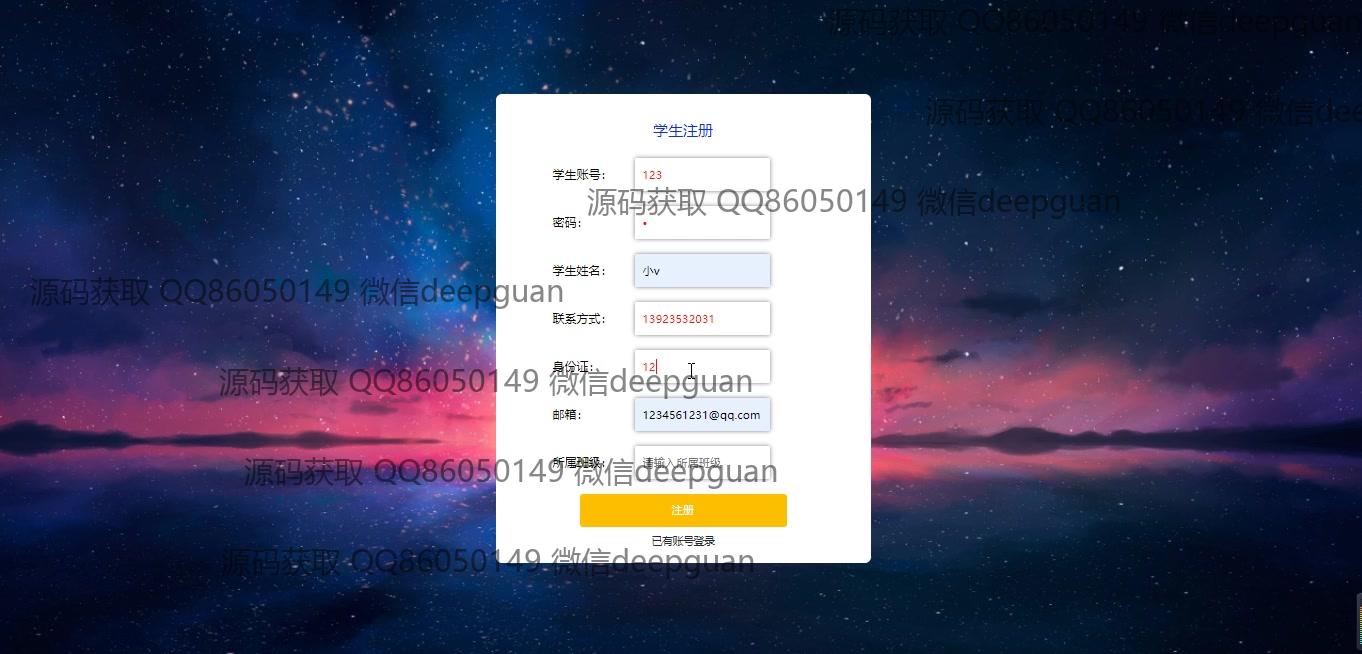 源码获取 QQ86050149 微信deepguan
源码获取 QQ86050149 微信dee
学生注册
学生账号： 123
源码获取 QQ86050149 微信deepguan
密码： •
学生姓名： 小v
源码获取 QQ86050149 微信deepguan
联系方式： 13923532031
身份证： 12
源码获取 QQ86050149 微信deepguan
邮箱： 1234561231@qq.com
所属班级： 请输入所属班级
源码获取 QQ86050149 微信deepguan
注册
已有账号登录
源码获取 QQ86050149 微信deepguan